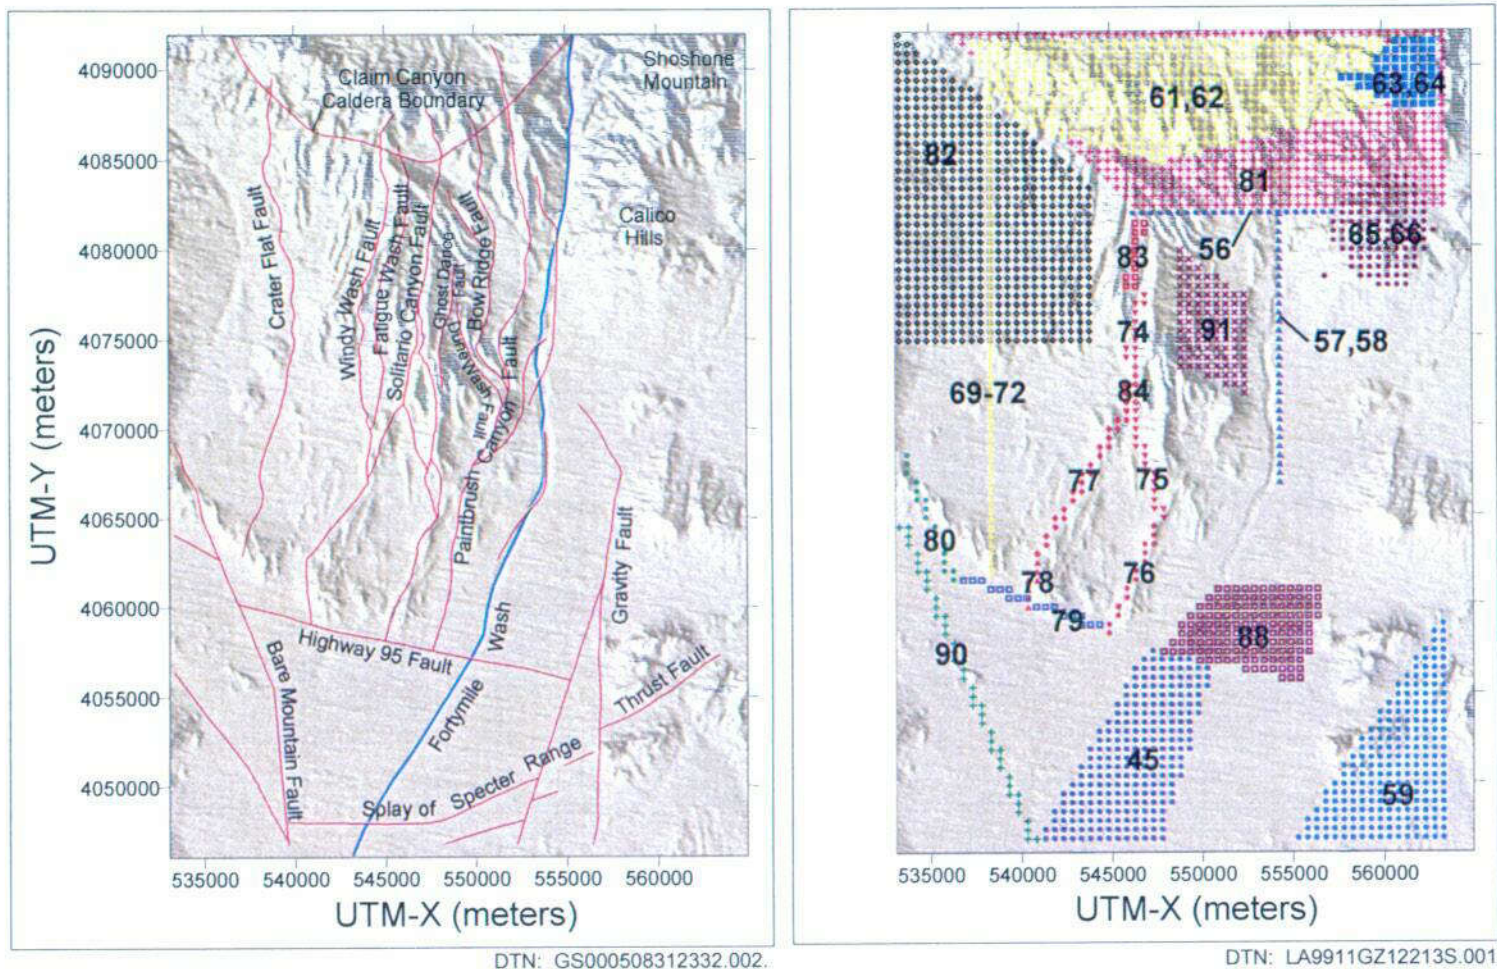 Claim Canyon
Caldera Boundary
Shoshone
Mountain
Calico
Hills
Crater Flat Fault
Windy Wash Fault
Fatigue Wash Fault
Solitario Canyon Fault
Ghost Dance
Fault
Bow Ridge Fault
Dune Wash Fault
Paintbrush Canyon Fault
Gravity Fault
Highway 95 Fault
Bare Mountain Fault
Fortymile Wash
Thrust Fault
Splay of Specter Range
4090000
4085000
4080000
4075000
4070000
4065000
4060000
4055000
4050000
UTM-Y (meters)
535000 540000 545000 550000 555000 560000
UTM-X (meters)
DTN: GS000508312332.002.
61,62
63,64
82
81
65,66
56
83
91
74
57,58
69-72
84
77
75
80
78
76
79
88
90
45
59
535000 540000 545000 550000 555000 560000
UTM-X (meters)
DTN: LA9911GZ12213S.001